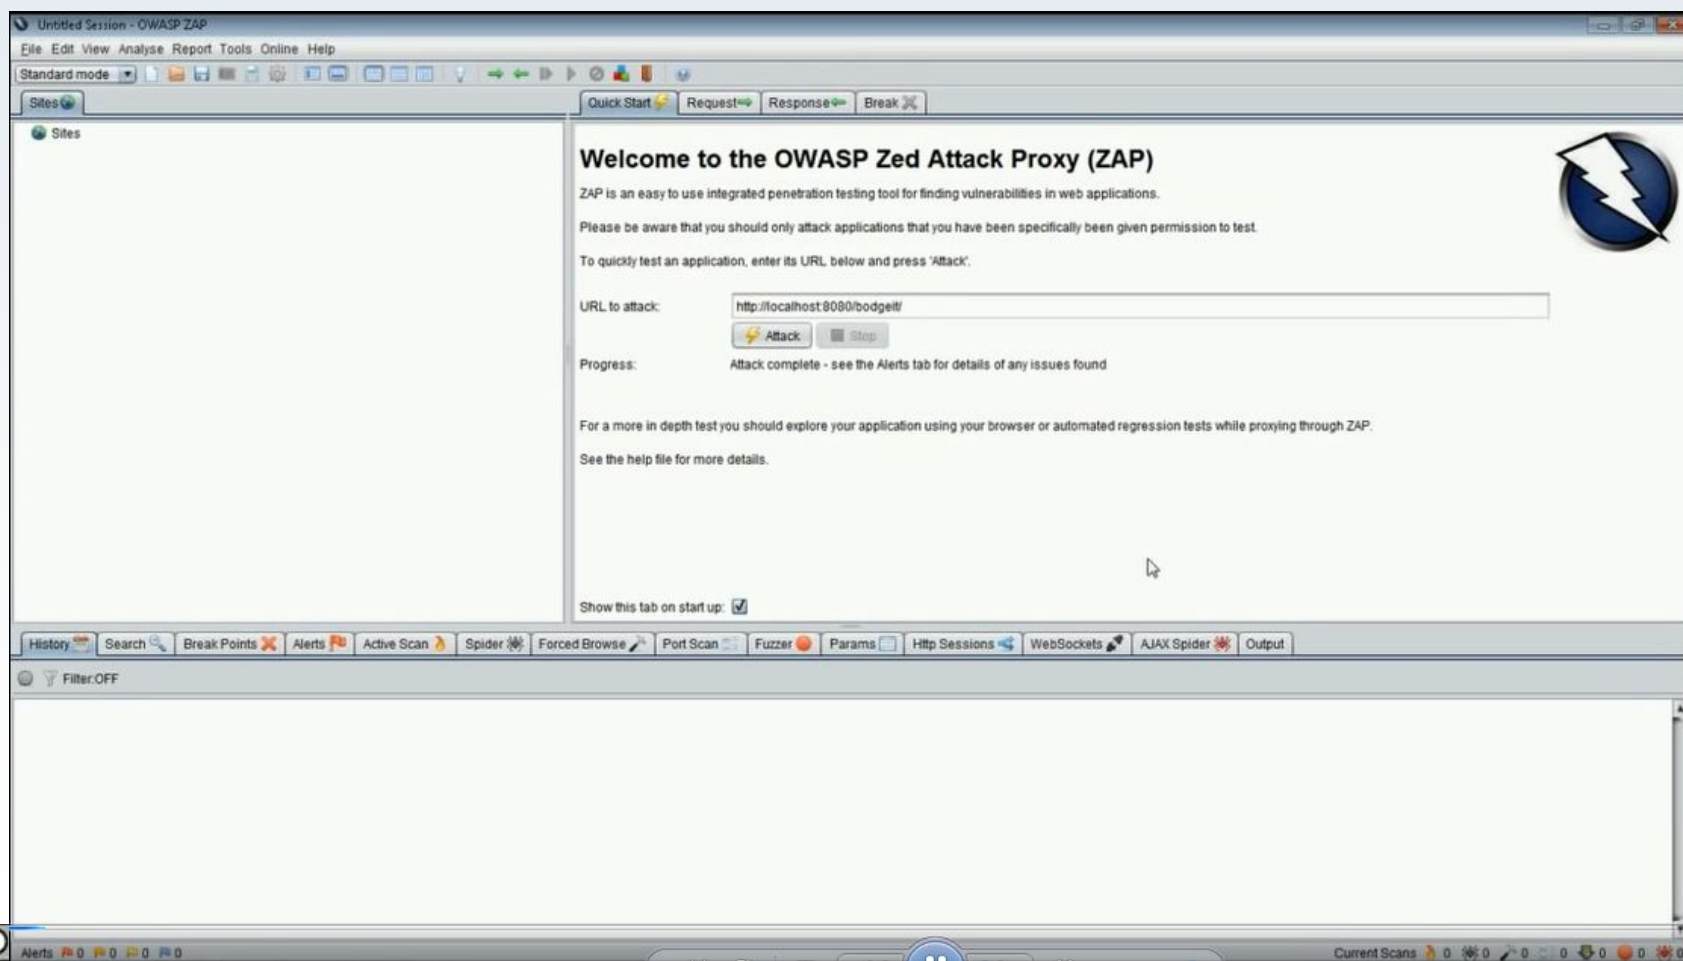 Untitled Session - OWASP ZAP
File Edit View Analyse Report Tools Online Help
Standard mode
Sites
Quick Start Request Response Break
Sites
Welcome to the OWASP Zed Attack Proxy (ZAP)
ZAP is an easy to use integrated penetration testing tool for finding vulnerabilities in web applications.
Please be aware that you should only attack applications that you have been specifically been given permission to test.
To quickly test an application, enter its URL below and press 'Attack'.
URL to attack: http://localhost:8080/bodgeit/
Attack Stop
Progress: Attack complete - see the Alerts tab for details of any issues found
For a more in depth test you should explore your application using your browser or automated regression tests while proxying through ZAP.
See the help file for more details.
Show this tab on start up:
History Search Break Points Alerts Active Scan Spider Forced Browse Port Scan Fuzzer Params Http Sessions WebSockets AJAX Spider Output
Filter:OFF
Alerts 0 0 0 0 Current Scans 0 0 0 0 0 0 0